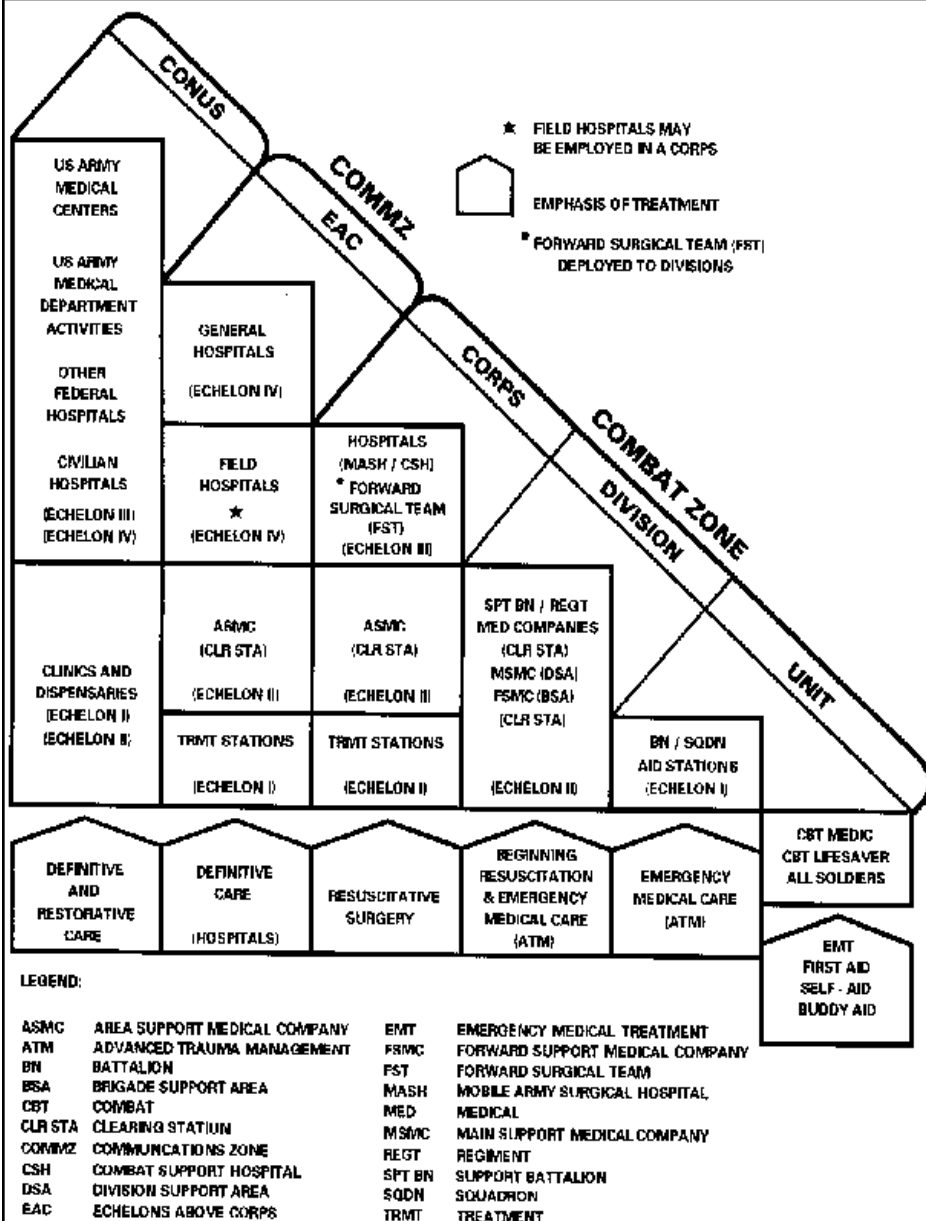 CONUS
COMMZ
EAC
CORPS
COMBAT ZONE
DIVISION
UNIT
★ FIELD HOSPITALS MAY
BE EMPLOYED IN A CORPS
EMPHASIS OF TREATMENT
* FORWARD SURGICAL TEAM (FST)
DEPLOYED TO DIVISIONS
US ARMY
MEDICAL
CENTERS
US ARMY
MEDICAL
DEPARTMENT
ACTIVITIES
OTHER
FEDERAL
HOSPITALS
CIVILIAN
HOSPITALS
(ECHELON III)
(ECHELON IV)
GENERAL
HOSPITALS
(ECHELON IV)
FIELD
HOSPITALS
★
(ECHELON IV)
HOSPITALS
(MASH / CSH)
* FORWARD
SURGICAL TEAM
(FST)
(ECHELON III)
CLINICS AND
DISPENSARIES
(ECHELON I)
(ECHELON II)
ASMC
(CLR STA)
(ECHELON II)
TRMT STATIONS
(ECHELON I)
ASMC
(CLR STA)
(ECHELON II)
TRMT STATIONS
(ECHELON I)
SPT BN / REGT
MED COMPANIES
(CLR STA)
MSMC (DSA)
FSMC (BSA)
(CLR STA)
(ECHELON II)
BN / SQDN
AID STATIONS
(ECHELON I)
CBT MEDIC
CBT LIFESAVER
ALL SOLDIERS
DEFINITIVE
AND
RESTORATIVE
CARE
DEFINITIVE
CARE
(HOSPITALS)
RESUSCITATIVE
SURGERY
BEGINNING
RESUSCITATION
& EMERGENCY
MEDICAL CARE
(ATM)
EMERGENCY
MEDICAL CARE
(ATM)
EMT
FIRST AID
SELF - AID
BUDDY AID
LEGEND:
ASMC AREA SUPPORT MEDICAL COMPANY
ATM ADVANCED TRAUMA MANAGEMENT
BN BATTALION
BSA BRIGADE SUPPORT AREA
CBT COMBAT
CLR STA CLEARING STATION
COMMZ COMMUNCATIONS ZONE
CSH COMBAT SUPPORT HOSPITAL
DSA DIVISION SUPPORT AREA
EAC ECHELONS ABOVE CORPS
EMT EMERGENCY MEDICAL TREATMENT
FSMC FORWARD SUPPORT MEDICAL COMPANY
FST FORWARD SURGICAL TEAM
MASH MOBILE ARMY SURGICAL HOSPITAL
MED MEDICAL
MSMC MAIN SUPPORT MEDICAL COMPANY
REGT REGIMENT
SPT BN SUPPORT BATTALION
SQDN SQUADRON
TRMT TREATMENT